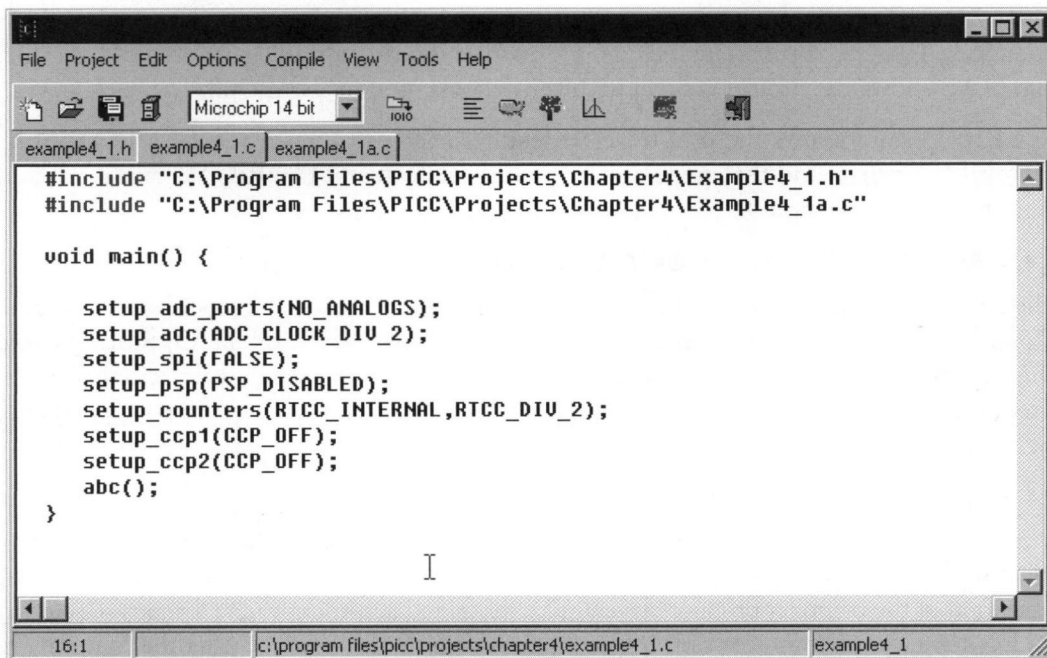 File Project Edit Options Compile View Tools Help
Microchip 14 bit
1010
example4_1.h example4_1.c example4_1a.c
#include "C:\Program Files\PICC\Projects\Chapter4\Example4_1.h"
#include "C:\Program Files\PICC\Projects\Chapter4\Example4_1a.c"
void main() {
setup_adc_ports(NO_ANALOGS);
setup_adc(ADC_CLOCK_DIV_2);
setup_spi(FALSE);
setup_psp(PSP_DISABLED);
setup_counters(RTCC_INTERNAL,RTCC_DIV_2);
setup_ccp1(CCP_OFF);
setup_ccp2(CCP_OFF);
abc();
}
16:1 c:\program files\picc\projects\chapter4\example4_1.c example4_1